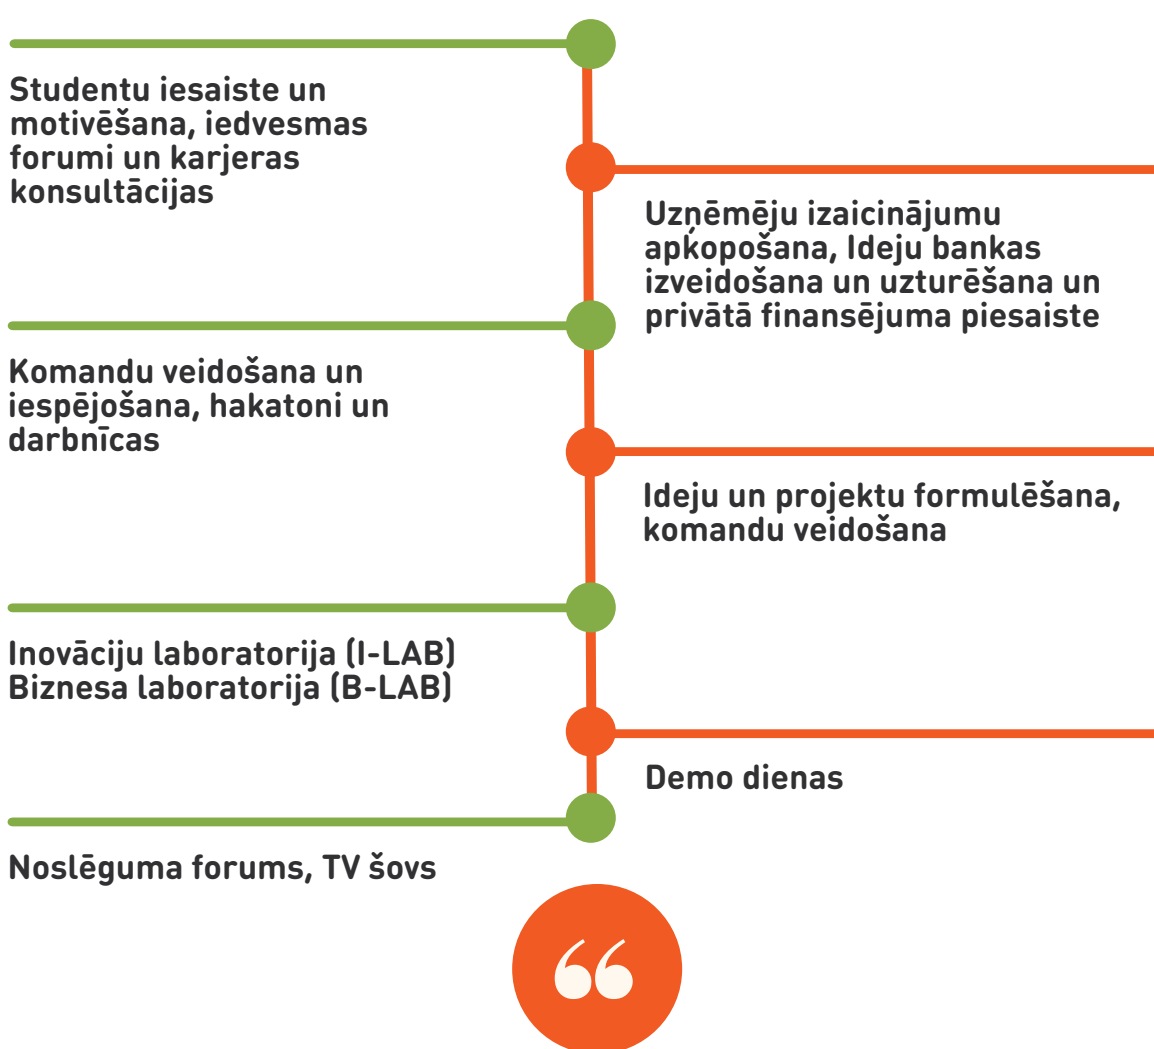 Studentu iesaiste un
motivēšana, iedvesmas
forumi un karjeras
konsultācijas
Uzņēmēju izaicinājumu
apkopošana, Ideju bankas
izveidošana un uzturēšana un
privātā finansējuma piesaiste
Komandu veidošana un
iespējošana, hakatoni un
darbnīcas
Ideju un projektu formulēšana,
komandu veidošana
Inovāciju laboratorija (I-LAB)
Biznesa laboratorija (B-LAB)
Demo dienas
Noslēguma forums, TV šovs
“